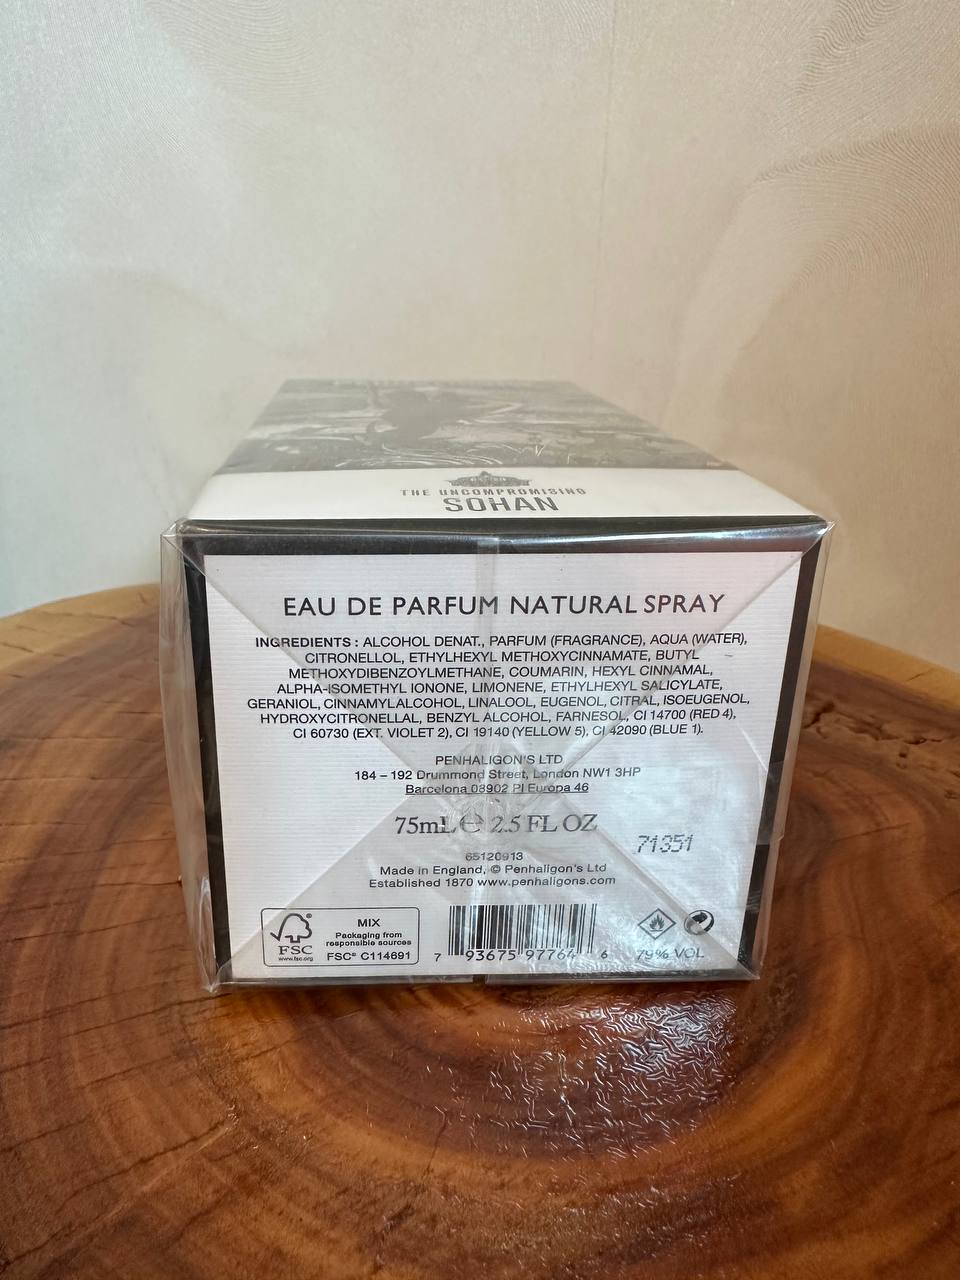 THE UNCOMPROMISING
SOHAN
EAU DE PARFUM NATURAL SPRAY
INGREDIENTS : ALCOHOL DENAT., PARFUM (FRAGRANCE), AQUA (WATER),
CITRONELLOL, ETHYLHEXYL METHOXYCINNAMATE, BUTYL
METHOXYDIBENZOYLMETHANE, COUMARIN, HEXYL CINNAMAL,
ALPHA-ISOMETHYL IONONE, LIMONENE, ETHYLHEXYL SALICYLATE,
GERANIOL, CINNAMYL ALCOHOL, LINALOOL, EUGENOL, CITRAL, ISOEUGENOL,
HYDROXYCITRONELLAL, BENZYL ALCOHOL, FARNESOL, CI 14700 (RED 4),
CI 60730 (EXT. VIOLET 2), CI 19140 (YELLOW 5), CI 42090 (BLUE 1).
PENHALIGON'S LTD
184 – 192 Drummond Street, London NW1 3HP
Barcelona 08902 Pl Europa 46
75mL ℮ 2.5 FL OZ
71351
65120913
Made in England, © Penhaligon's Ltd
Established 1870 www.penhaligons.com
FSC
www.fsc.org
MIX
Packaging from
responsible sources
FSC® C114691
7 93675 97764 6
79% VOL